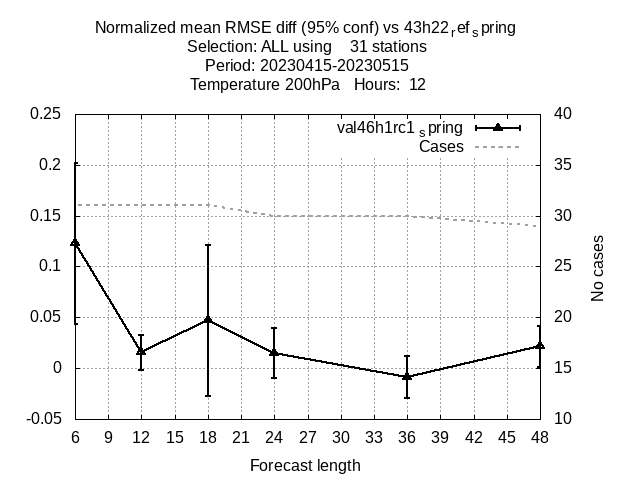 Normalized mean RMSE diff (95% conf) vs 43h22refspring
Selection: ALL using 31 stations
Period: 20230415-20230515
Temperature 200hPa Hours: 12
0.25
0.2
0.15
0.1
0.05
0
-0.05
40
35
30
25
20
15
10
val46h1rc1spring
Cases
No cases
6 9 12 15 18 21 24 27 30 33 36 39 42 45 48
Forecast length